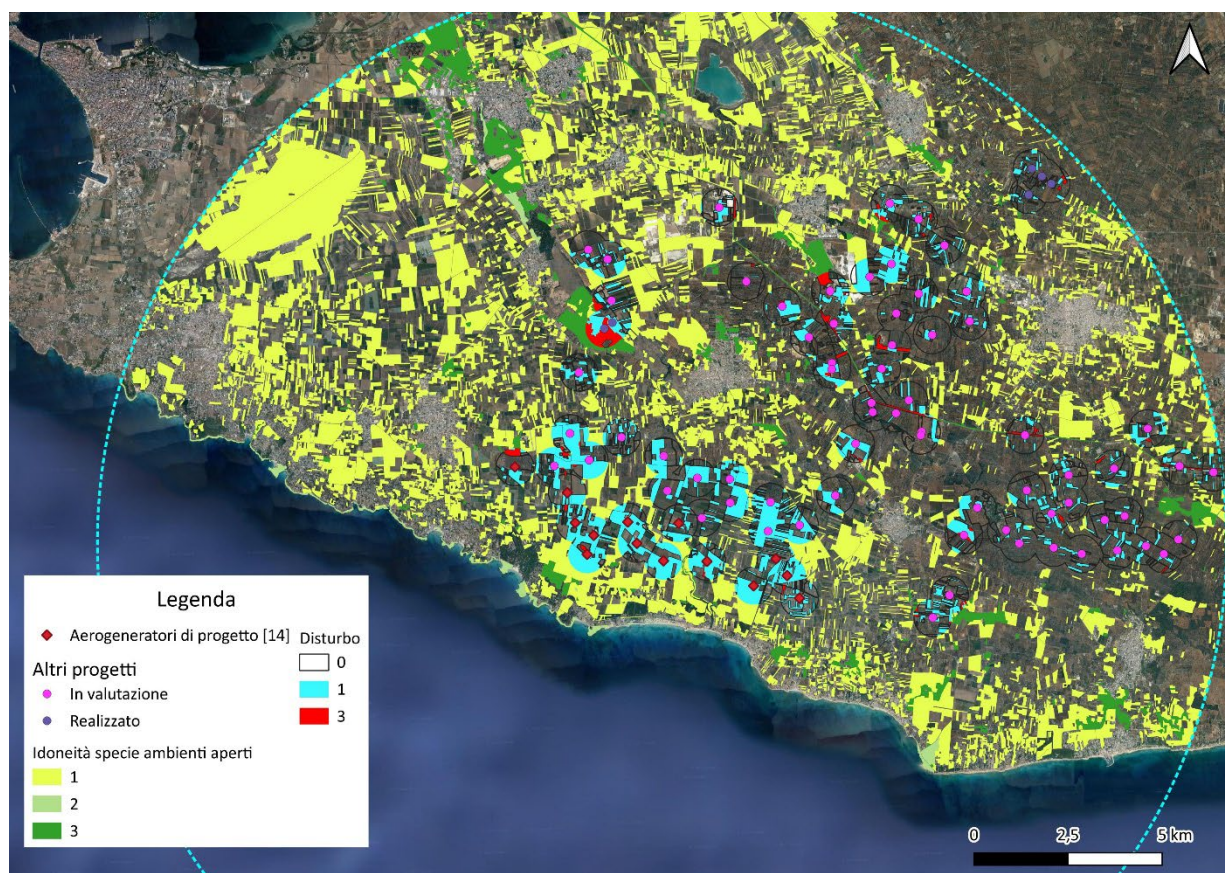 Legenda
Aerogeneratori di progetto [14]
Altri progetti
In valutazione
Realizzato
Idoneità specie ambienti aperti
1
2
3
Disturbo
0
1
3
0 2,5 5 km